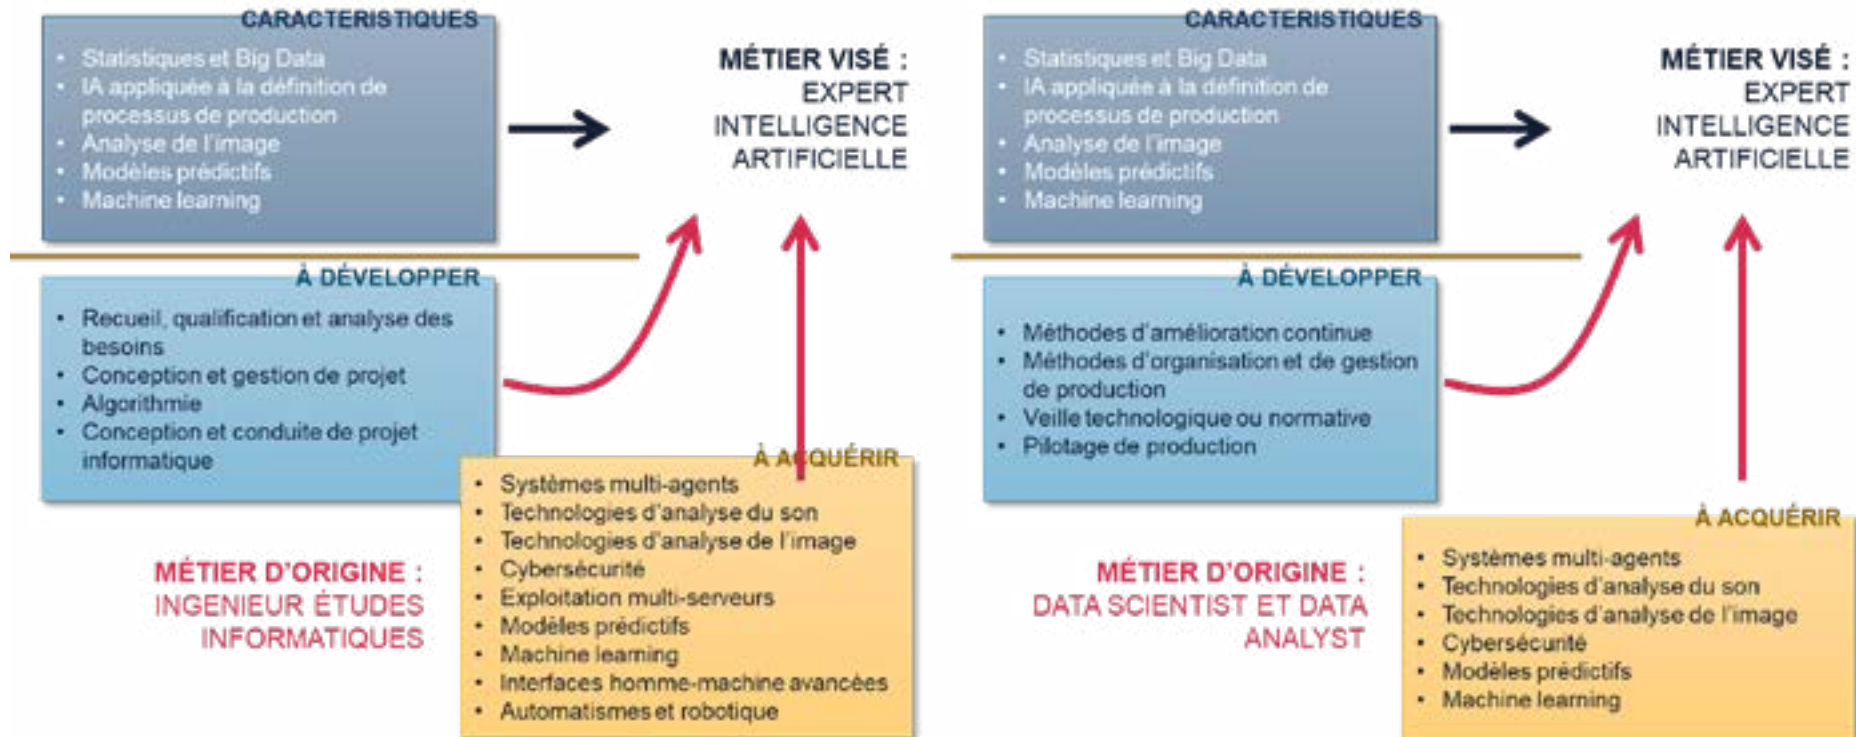 CARACTERISTIQUES
• Statistiques et Big Data
• IA appliquée à la définition de
processus de production
• Analyse de l'image
• Modèles prédictifs
• Machine learning
MÉTIER VISÉ :
EXPERT
INTELLIGENCE
ARTIFICIELLE
À DÉVELOPPER
• Recueil, qualification et analyse des
besoins
• Conception et gestion de projet
• Algorithmie
• Conception et conduite de projet
informatique
À ACQUÉRIR
• Systèmes multi-agents
• Technologies d'analyse du son
• Technologies d'analyse de l'image
• Cybersécurité
• Exploitation multi-serveurs
• Modèles prédictifs
• Machine learning
• Interfaces homme-machine avancées
• Automatismes et robotique
MÉTIER D'ORIGINE :
INGENIEUR ÉTUDES
INFORMATIQUES
CARACTERISTIQUES
• Statistiques et Big Data
• IA appliquée à la définition de
processus de production
• Analyse de l'image
• Modèles prédictifs
• Machine learning
MÉTIER VISÉ :
EXPERT
INTELLIGENCE
ARTIFICIELLE
À DÉVELOPPER
• Méthodes d'amélioration continue
• Méthodes d'organisation et de gestion
de production
• Veille technologique ou normative
• Pilotage de production
À ACQUÉRIR
• Systèmes multi-agents
• Technologies d'analyse du son
• Technologies d'analyse de l'image
• Cybersécurité
• Modèles prédictifs
• Machine learning
MÉTIER D'ORIGINE :
DATA SCIENTIST ET DATA
ANALYST